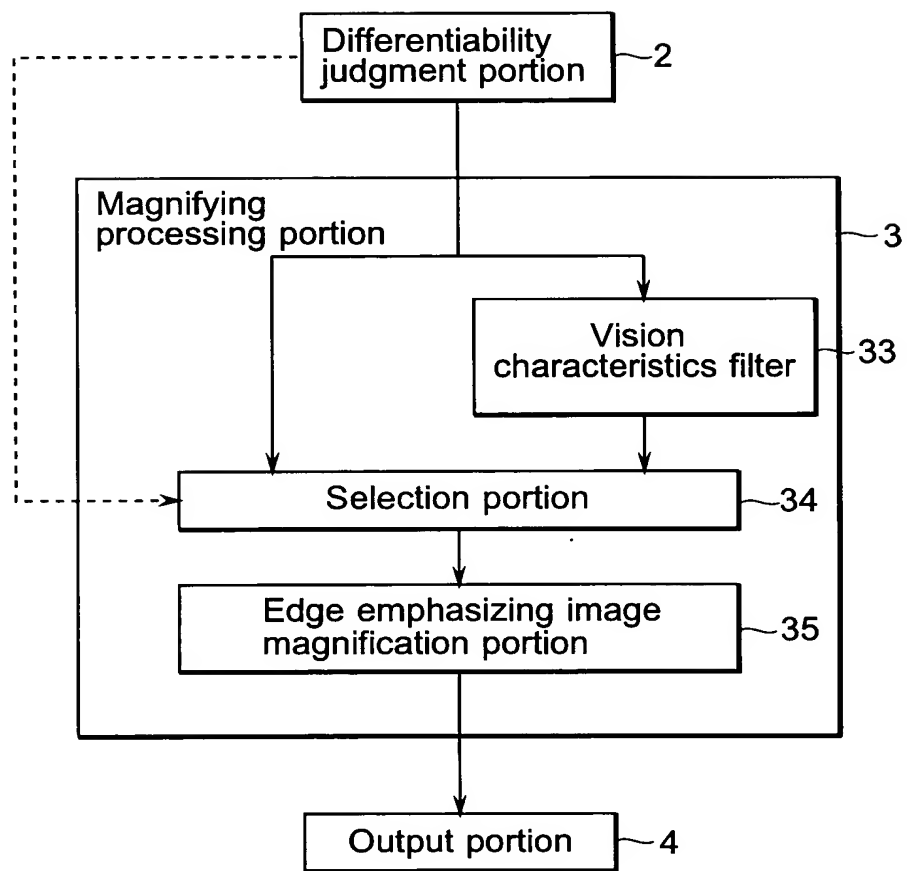 Differentiability
judgment portion
2
Magnifying
processing portion
3
Vision
characteristics filter
33
Selection portion
34
Edge emphasizing image
magnification portion
35
Output portion
4